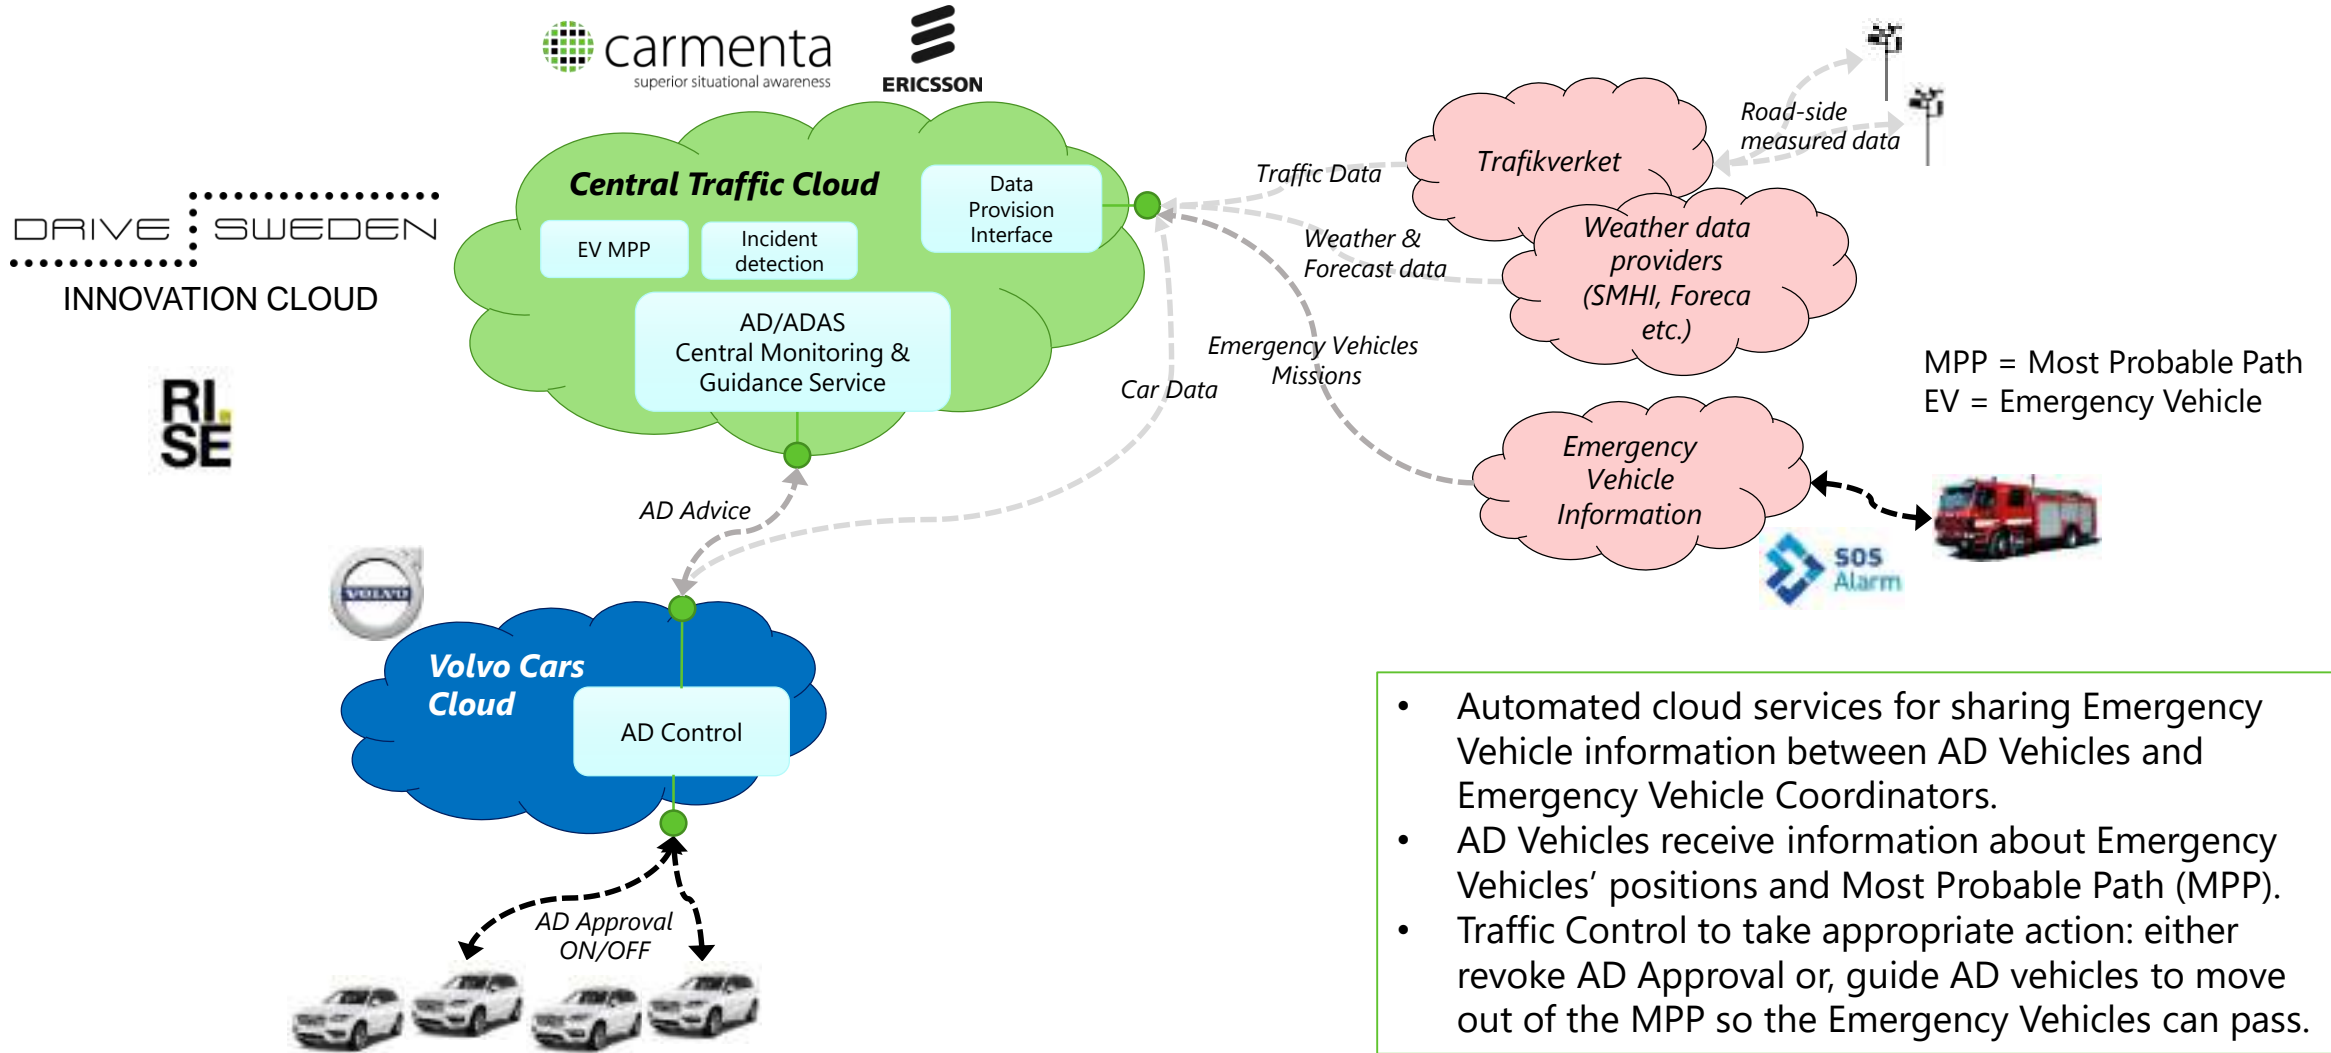 carmenta
superior situational awareness
ERICSSON
DRIVE SWEDEN
INNOVATION CLOUD
RI.
SE
Central Traffic Cloud
EV MPP
Incident
detection
Data
Provision
Interface
AD/ADAS
Central Monitoring &
Guidance Service
Traffic Data
Weather &
Forecast data
Emergency Vehicles
Missions
Car Data
AD Advice
Trafikverket
Road-side
measured data
Weather data
providers
(SMHI, Foreca
etc.)
MPP = Most Probable Path
EV = Emergency Vehicle
Emergency
Vehicle
Information
SOS
Alarm
VOLVO
Volvo Cars
Cloud
AD Control
AD Approval
ON/OFF
• Automated cloud services for sharing Emergency
Vehicle information between AD Vehicles and
Emergency Vehicle Coordinators.
• AD Vehicles receive information about Emergency
Vehicles’ positions and Most Probable Path (MPP).
• Traffic Control to take appropriate action: either
revoke AD Approval or, guide AD vehicles to move
out of the MPP so the Emergency Vehicles can pass.